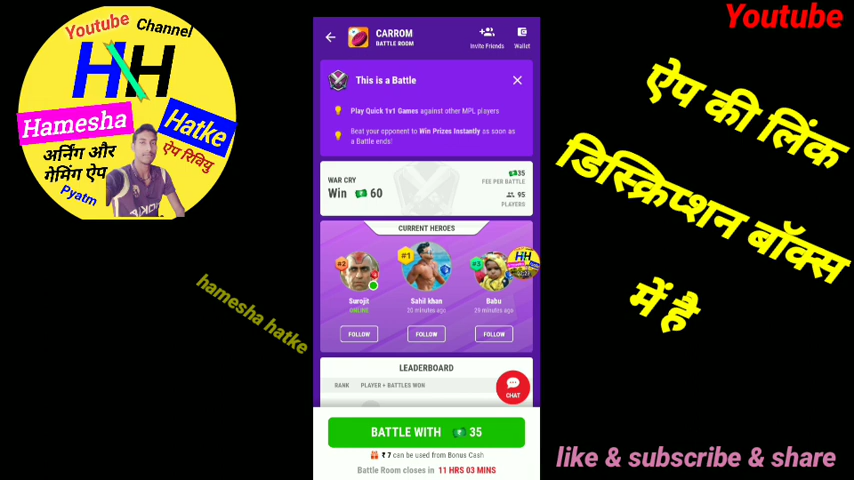 Youtube Channel
HH
Hamesha
Hatke
अर्निंग और
गेमिंग ऐप
ऐप रिवियु
Pyatm
hamesha hatke
CARROM
BATTLE ROOM
Invite Friends
Wallet
This is a Battle
Play Quick 1v1 Games against other MPL players
Beat your opponent to Win Prizes Instantly as soon as
a Battle ends!
WAR CRY
Win 60
35
FEE PER BATTLE
95
PLAYERS
CURRENT HEROES
#2
#1
#3
HH
Surojit
Sahil khan
Babu
ONLINE
20 minutes ago
29 minutes ago
FOLLOW
FOLLOW
FOLLOW
LEADERBOARD
RANK PLAYER + BATTLES WON
CHAT
BATTLE WITH 35
₹ 7 can be used from Bonus Cash
Battle Room closes in 11 HRS 03 MINS
Youtube
ऐप की लिंक
डिस्क्रिप्शन बॉक्स
में है
like & subscribe & share